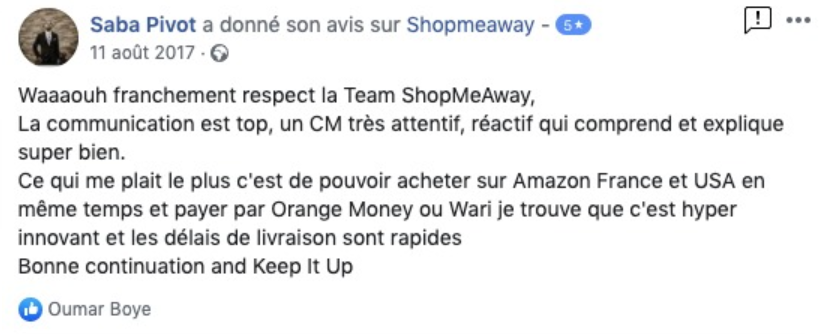 Saba Pivot a donné son avis sur Shopmeaway – 5★
11 août 2017 ·
Waaaouh franchement respect la Team ShopMeAway,
La communication est top, un CM très attentif, réactif qui comprend et explique
super bien.
Ce qui me plait le plus c'est de pouvoir acheter sur Amazon France et USA en
même temps et payer par Orange Money ou Wari je trouve que c'est hyper
innovant et les délais de livraison sont rapides
Bonne continuation and Keep It Up
Oumar Boye